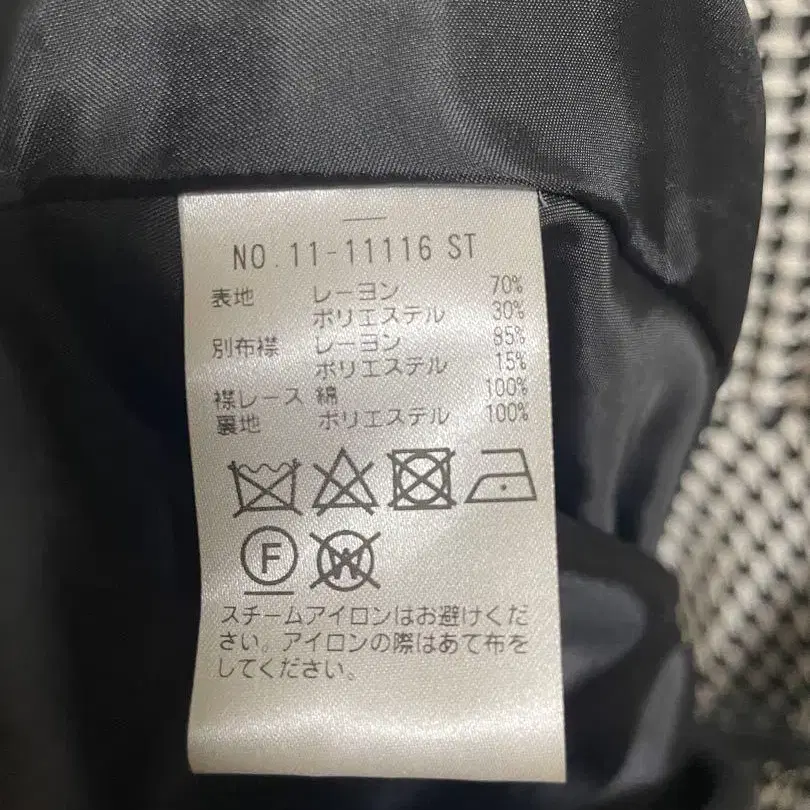 NO.11-11116 ST
表地 レーヨン 70%
ポリエステル 30%
別布襟 レーヨン 85%
ポリエステル 15%
襟レース 綿 100%
裏地 ポリエステル 100%
F W
スチームアイロンはお避けくだ
さい。アイロンの際はあて布を
してください。